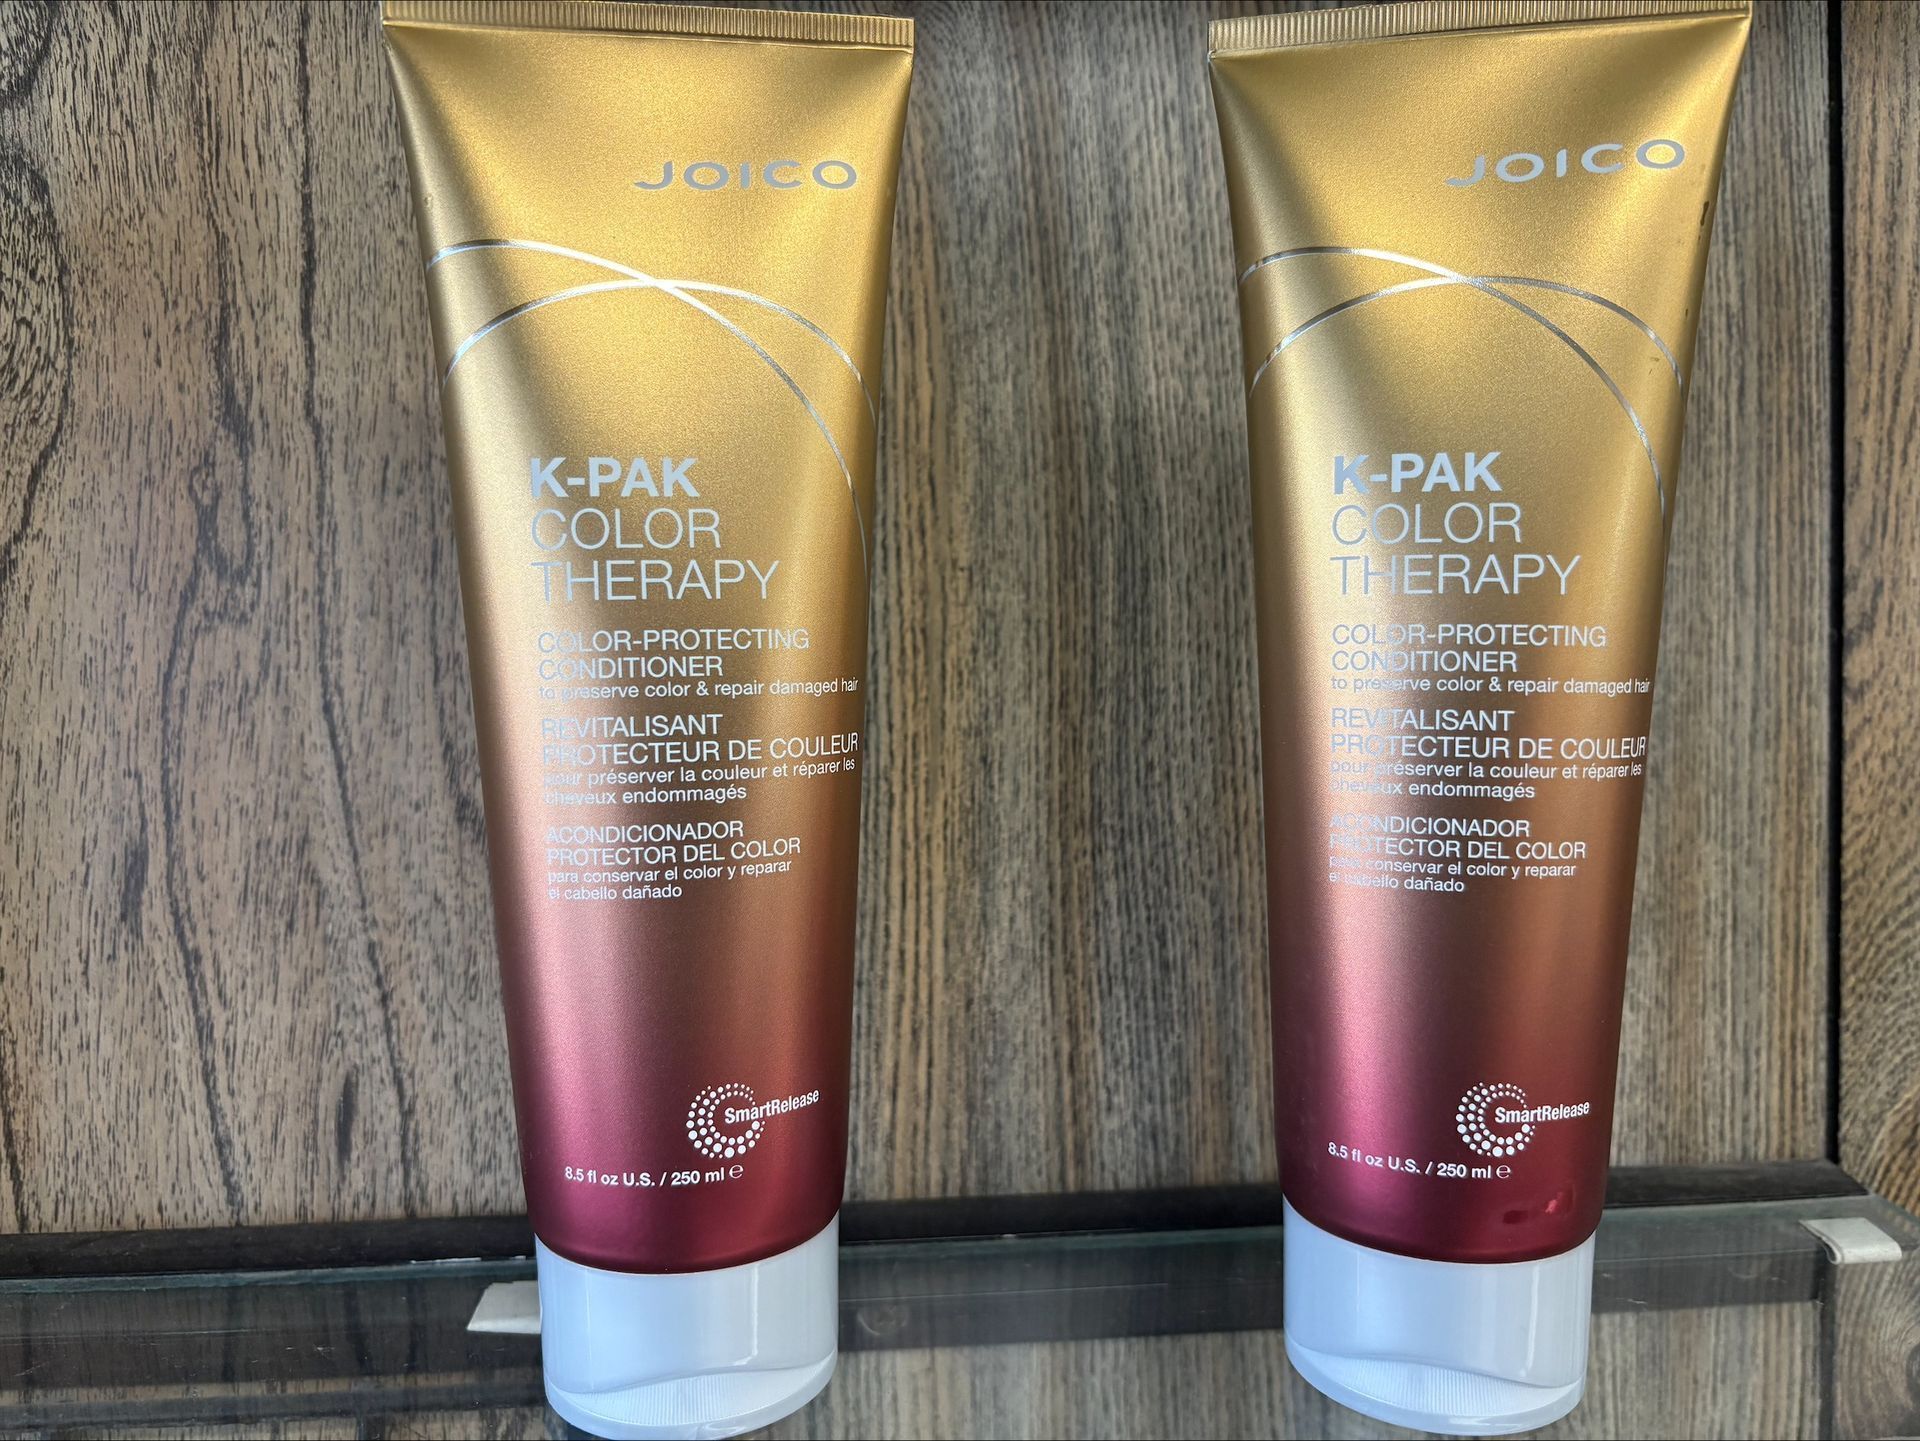 JOICO
K-PAK
COLOR
THERAPY
COLOR-PROTECTING
CONDITIONER
to preserve color & repair damaged hair
REVITALISANT
PROTECTEUR DE COULEUR
pour préserver la couleur et réparer les
cheveux endommagés
ACONDICIONADOR
PROTECTOR DEL COLOR
para conservar el color y reparar
el cabello dañado
SmartRelease
8.5 fl oz U.S. / 250 ml ℮
JOICO
K-PAK
COLOR
THERAPY
COLOR-PROTECTING
CONDITIONER
to preserve color & repair damaged hair
REVITALISANT
PROTECTEUR DE COULEUR
pour préserver la couleur et réparer les
cheveux endommagés
ACONDICIONADOR
PROTECTOR DEL COLOR
para conservar el color y reparar
el cabello dañado
SmartRelease
8.5 fl oz U.S. / 250 ml ℮